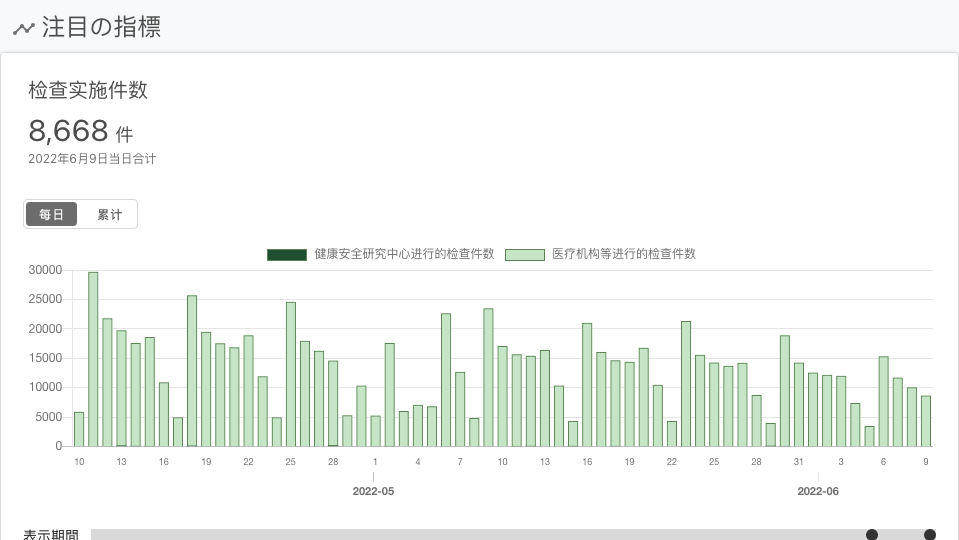 注目の指標
检查实施件数
8,668 件
2022年6月9日当日合计
每日 累计
健康安全研究中心进行的检查件数 医疗机构等进行的检查件数
30000
25000
20000
15000
10000
5000
0
10 13 16 19 22 25 28 1 4 7 10 13 16 19 22 25 28 31 3 6 9
2022-05 2022-06
表示期間